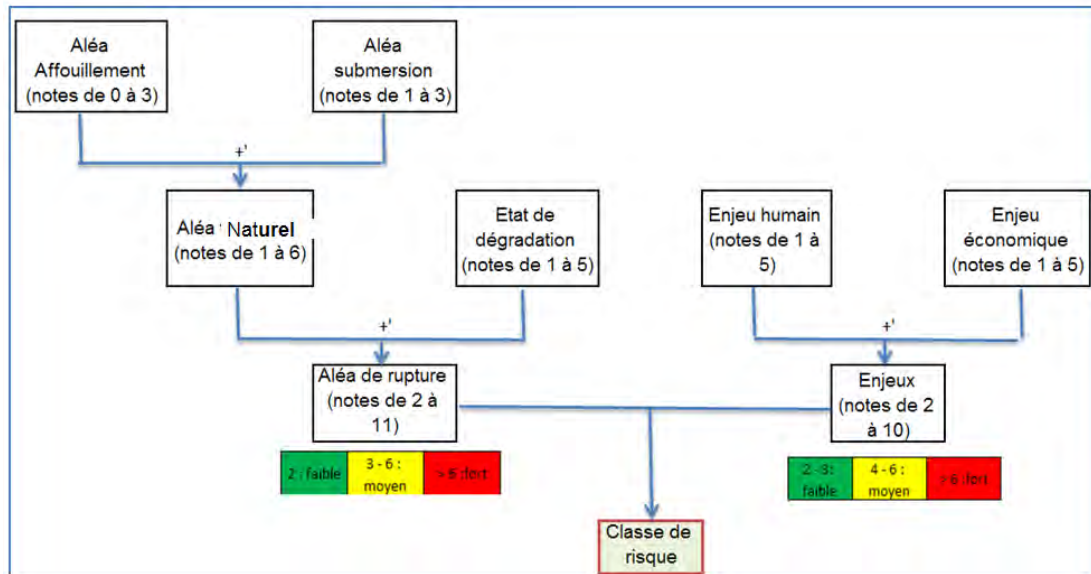 Aléa
Affouillement
(notes de 0 à 3)
Aléa
submersion
(notes de 1 à 3)
+'
Aléa Naturel
(notes de 1 à 6)
Etat de
dégradation
(notes de 1 à 5)
Enjeu humain
(notes de 1 à
5)
Enjeu
économique
(notes de 1 à 5)
+'
+'
Aléa de rupture
(notes de 2 à
11)
Enjeux
(notes de 2
à 10)
2 : faible
3 - 6 :
moyen
> 6 :fort
2 -3:
faible
4 - 6 :
moyen
> 6 :fort
Classe de
risque